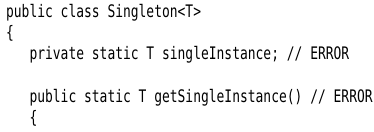 public class Singleton<T>
{
private static T singleInstance; // ERROR
public static T getSingleInstance() // ERROR
{